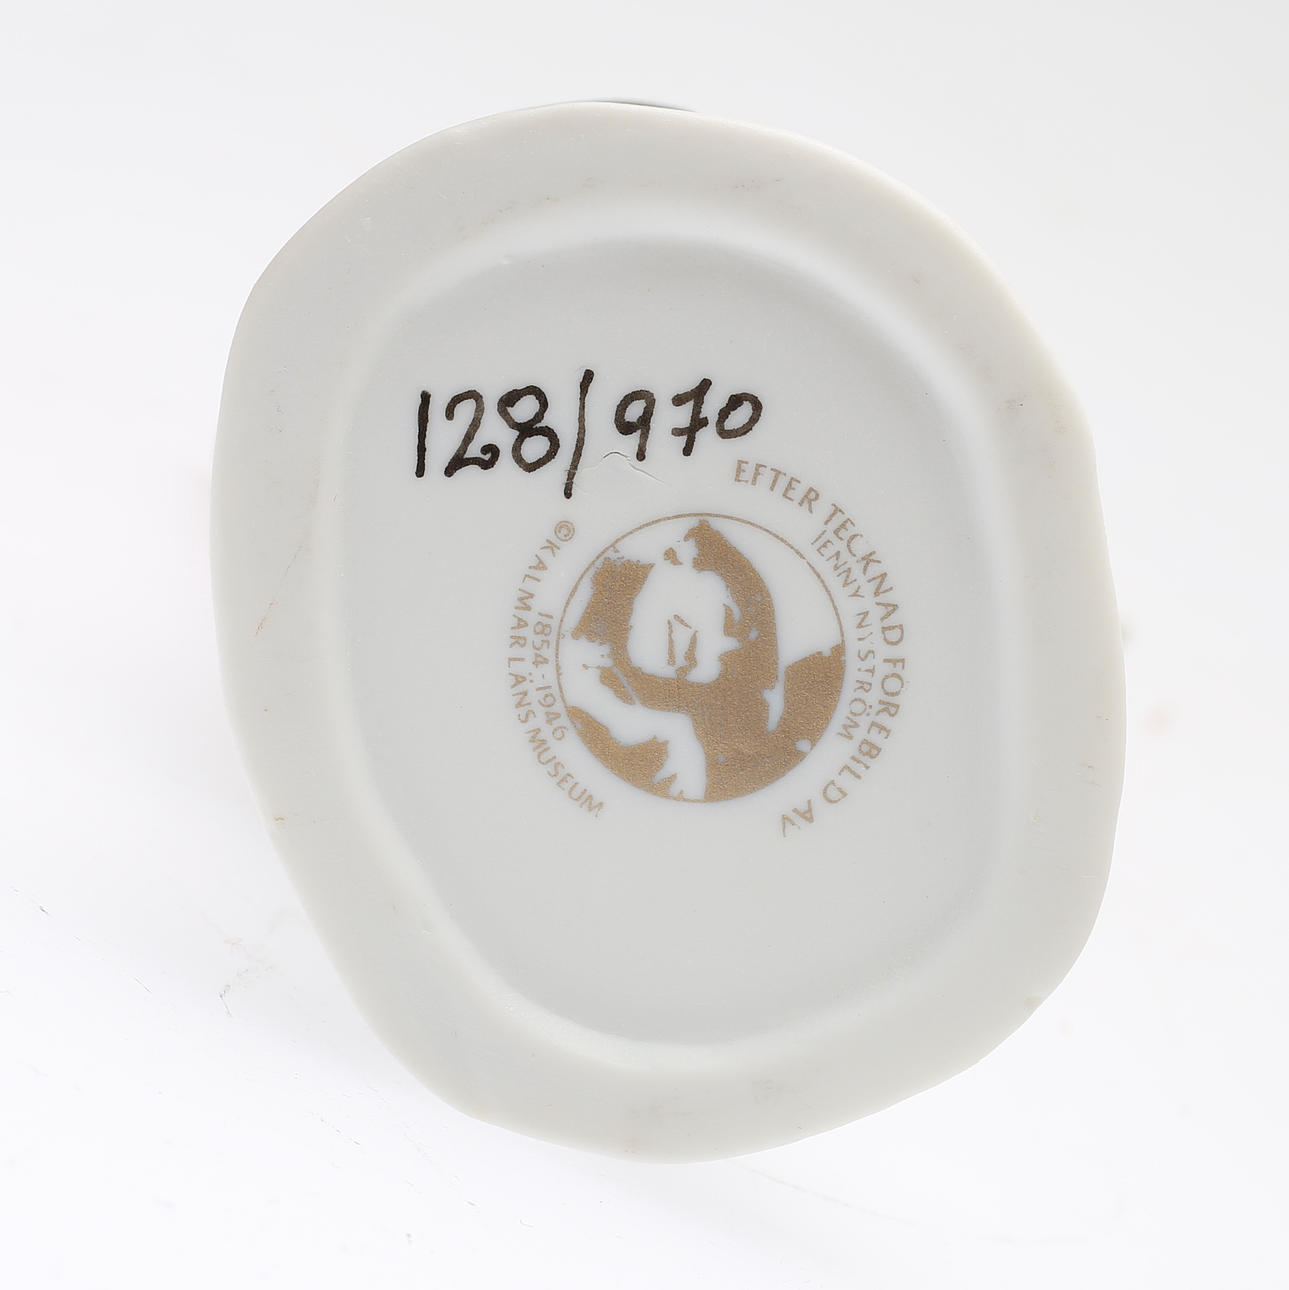 128/970
EFTER TECKNAD FÖREBILD AV
JENNY NYSTRÖM
1854-1946
© KALMAR LÄNS MUSEUM